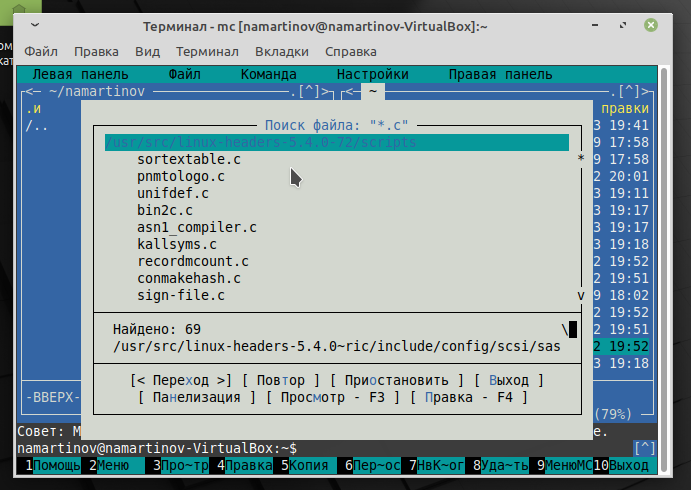 Терминал - mc [namartinov@namartinov-VirtualBox]:~
Файл Правка Вид Терминал Вкладки Справка
Левая панель Файл Команда Настройки Правая панель
<— ~/namartinov .[^]> <— ~ .[^]>
.и правки
/.. 3 19:41
Поиск файла: "*.c"
/usr/src/linux-headers-5.4.0-72/scripts 9 17:58
sortextable.c * 9 17:58
pnmtologo.c 2 20:01
unifdef.c 3 19:11
bin2c.c 3 19:17
asn1_compiler.c 3 19:17
kallsyms.c 3 19:18
recordmcount.c 2 19:52
conmakehash.c 2 19:51
sign-file.c v 9 18:02
2 19:52
Найдено: 69 \ 2 19:51
/usr/src/linux-headers-5.4.0~ric/include/config/scsi/sas 2 19:52
3 19:18
[< Переход >] [ Повтор ] [ Приостановить ] [ Выход ]
-ВВЕРХ- [ Панелизация ] [ Просмотр - F3 ] [ Правка - F4 ]
(79%)
Совет: М е.
namartinov@namartinov-VirtualBox:~$ [^]
1Помощь 2Меню 3Про~тр 4Правка 5Копия 6Пер~ос 7НвК~ог 8Уда~ть 9МенюMC 10Выход